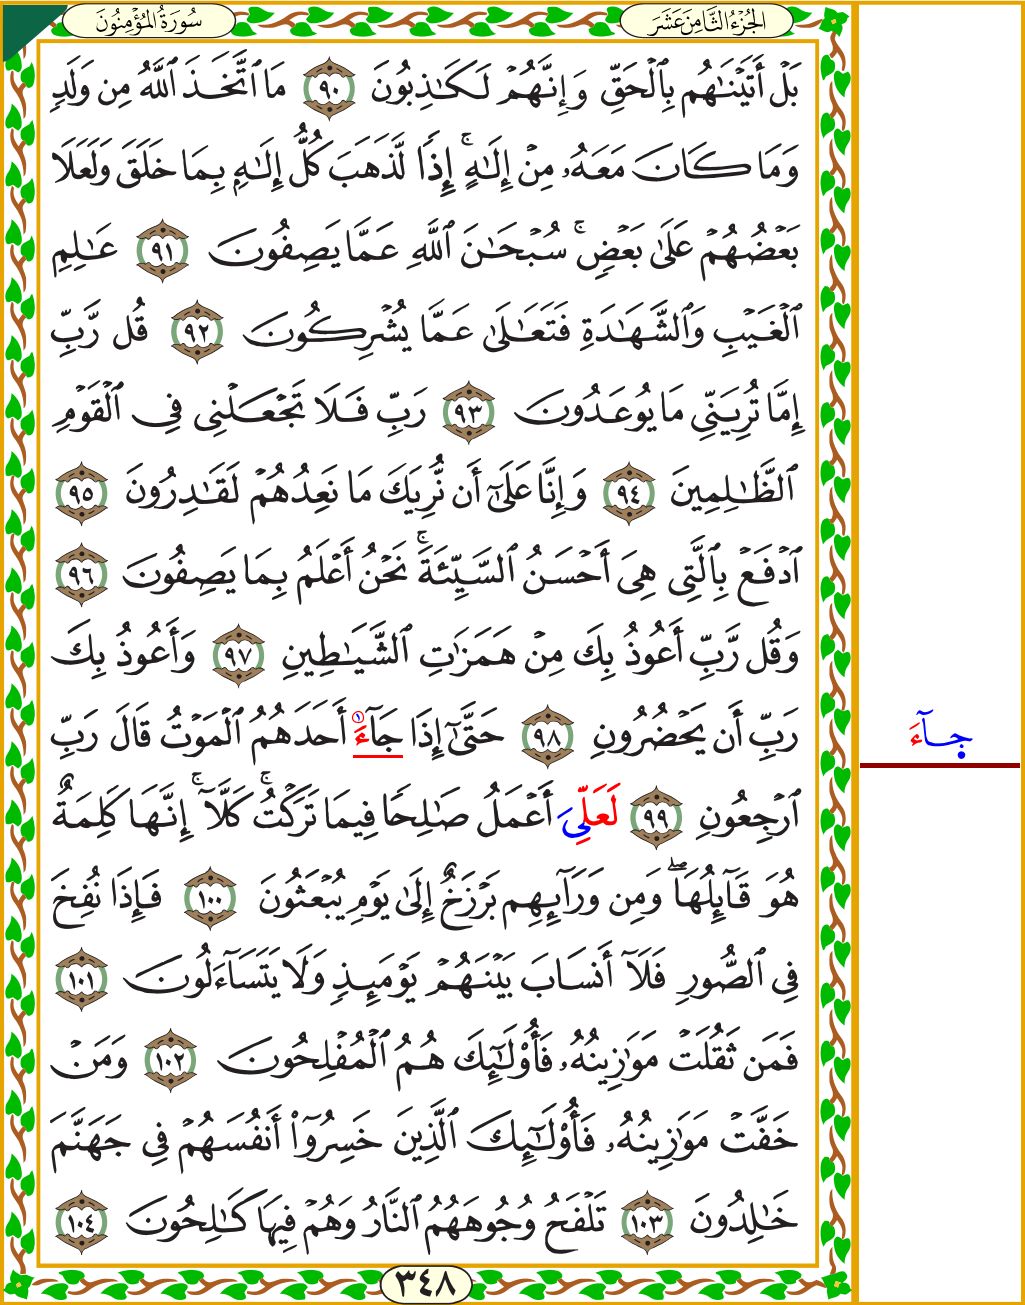 الجُزْءُ الثَّامِنَ عَشَرَ
سُورَةُ المُؤْمِنُونَ
بَلْ أَتَيْنَٰهُم بِٱلْحَقِّ وَإِنَّهُمْ لَكَٰذِبُونَ ٩٠ مَا ٱتَّخَذَ ٱللَّهُ مِن وَلَدٍ
وَمَا كَانَ مَعَهُۥ مِنْ إِلَٰهٍۚ إِذًا لَّذَهَبَ كُلُّ إِلَٰهٍۭ بِمَا خَلَقَ وَلَعَلَا
بَعْضُهُمْ عَلَىٰ بَعْضٍۚ سُبْحَٰنَ ٱللَّهِ عَمَّا يَصِفُونَ ٩١ عَٰلِمِ
ٱلْغَيْبِ وَٱلشَّهَٰدَةِ فَتَعَٰلَىٰ عَمَّا يُشْرِكُونَ ٩٢ قُل رَّبِّ
إِمَّا تُرِيَنِّي مَا يُوعَدُونَ ٩٣ رَبِّ فَلَا تَجْعَلْنِي فِي ٱلْقَوْمِ
ٱلظَّٰلِمِينَ ٩٤ وَإِنَّا عَلَىٰٓ أَن نُّرِيَكَ مَا نَعِدُهُمْ لَقَٰدِرُونَ ٩٥
ٱدْفَعْ بِٱلَّتِي هِيَ أَحْسَنُ ٱلسَّيِّئَةَۚ نَحْنُ أَعْلَمُ بِمَا يَصِفُونَ ٩٦
وَقُل رَّبِّ أَعُوذُ بِكَ مِنْ هَمَزَٰتِ ٱلشَّيَٰطِينِ ٩٧ وَأَعُوذُ بِكَ
رَبِّ أَن يَحْضُرُونِ ٩٨ حَتَّىٰٓ إِذَا جَآءَ ١ أَحَدَهُمُ ٱلْمَوْتُ قَالَ رَبِّ
ٱرْجِعُونِ ٩٩ لَعَلِّيَ أَعْمَلُ صَٰلِحًا فِيمَا تَرَكْتُۚ كَلَّآۚ إِنَّهَا كَلِمَةٌ
هُوَ قَآئِلُهَاۖ وَمِن وَرَآئِهِم بَرْزَخٌ إِلَىٰ يَوْمِ يُبْعَثُونَ ١٠٠ فَإِذَا نُفِخَ
فِي ٱلصُّورِ فَلَآ أَنسَابَ بَيْنَهُمْ يَوْمَئِذٍ وَلَا يَتَسَآءَلُونَ ١٠١
فَمَن ثَقُلَتْ مَوَٰزِينُهُۥ فَأُوْلَٰٓئِكَ هُمُ ٱلْمُفْلِحُونَ ١٠٢ وَمَنْ
خَفَّتْ مَوَٰزِينُهُۥ فَأُوْلَٰٓئِكَ ٱلَّذِينَ خَسِرُوٓاْ أَنفُسَهُمْ فِي جَهَنَّمَ
خَٰلِدُونَ ١٠٣ تَلْفَحُ وُجُوهَهُمُ ٱلنَّارُ وَهُمْ فِيهَا كَٰلِحُونَ ١٠٤
٣٤٨
جآءَ